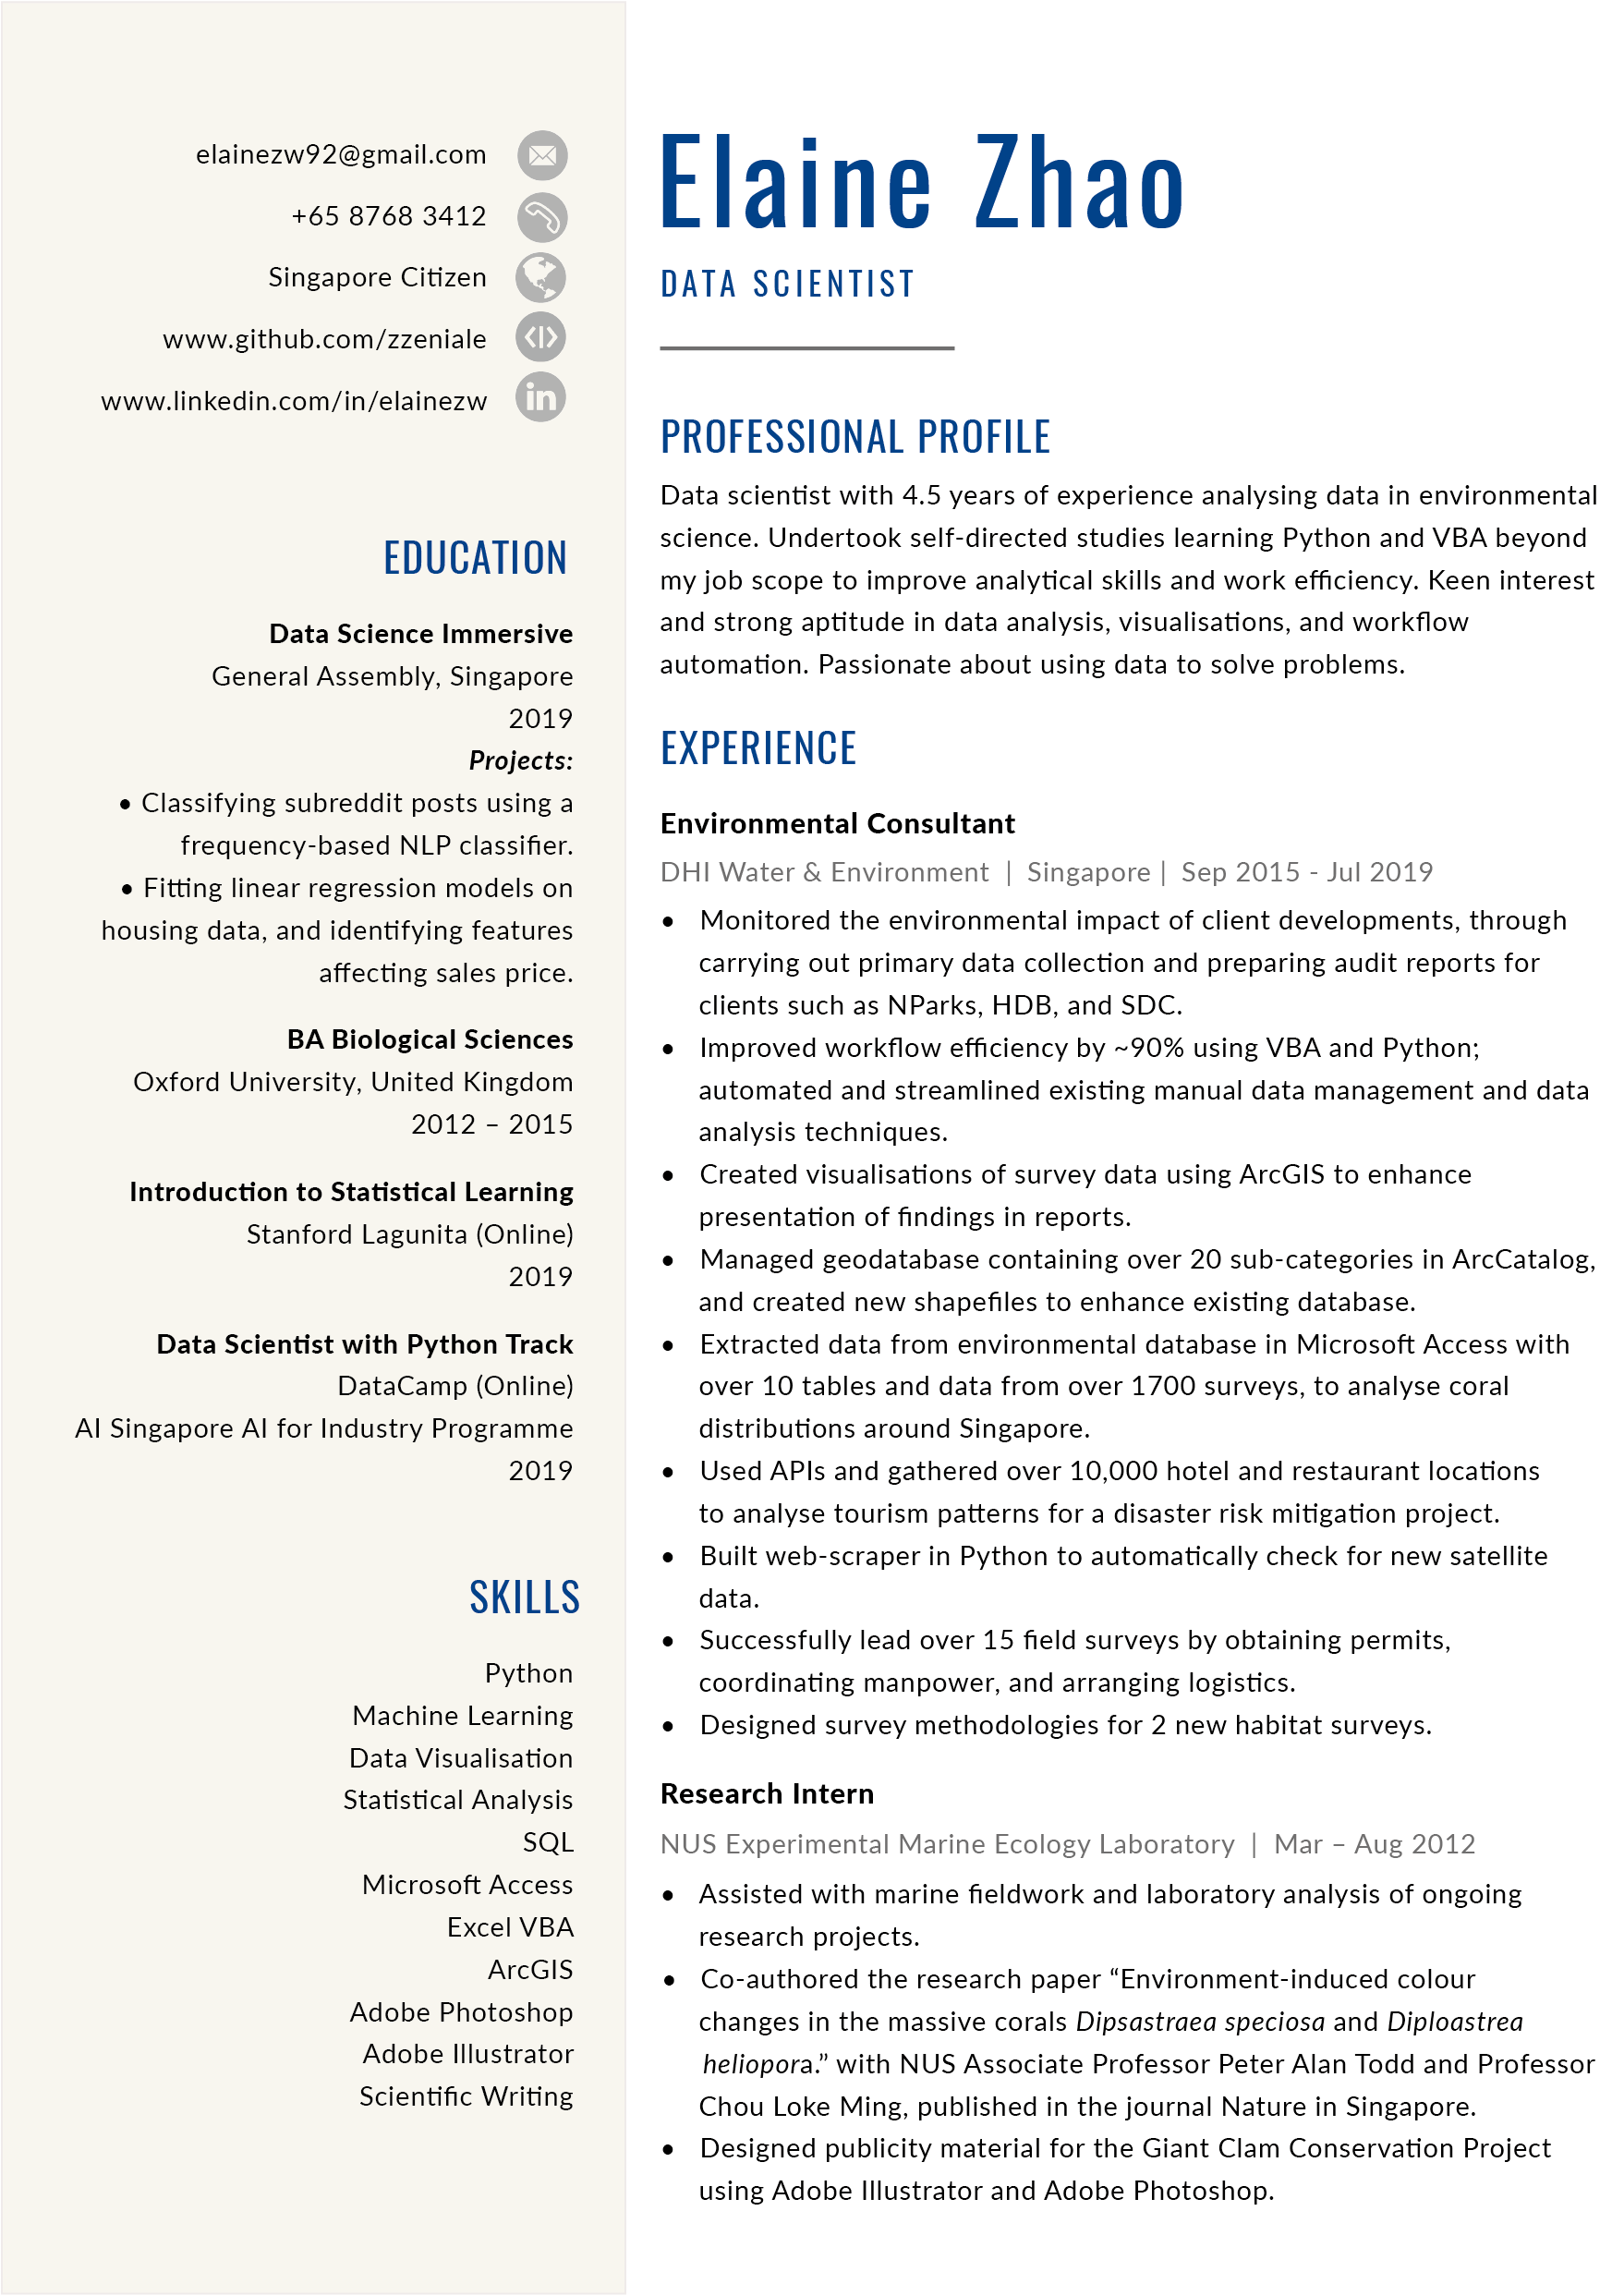 elainezw92@gmail.com
+65 8768 3412
Singapore Citizen
www.github.com/zzeniale
www.linkedin.com/in/elainezw
EDUCATION
Data Science Immersive
General Assembly, Singapore
2019
Projects:
• Classifying subreddit posts using a
frequency-based NLP classifier.
• Fitting linear regression models on
housing data, and identifying features
affecting sales price.
BA Biological Sciences
Oxford University, United Kingdom
2012 – 2015
Introduction to Statistical Learning
Stanford Lagunita (Online)
2019
Data Scientist with Python Track
DataCamp (Online)
AI Singapore AI for Industry Programme
2019
SKILLS
Python
Machine Learning
Data Visualisation
Statistical Analysis
SQL
Microsoft Access
Excel VBA
ArcGIS
Adobe Photoshop
Adobe Illustrator
Scientific Writing
Elaine Zhao
DATA SCIENTIST
PROFESSIONAL PROFILE
Data scientist with 4.5 years of experience analysing data in environmental
science. Undertook self-directed studies learning Python and VBA beyond
my job scope to improve analytical skills and work efficiency. Keen interest
and strong aptitude in data analysis, visualisations, and workflow
automation. Passionate about using data to solve problems.
EXPERIENCE
Environmental Consultant
DHI Water & Environment | Singapore | Sep 2015 - Jul 2019
• Monitored the environmental impact of client developments, through
carrying out primary data collection and preparing audit reports for
clients such as NParks, HDB, and SDC.
• Improved workflow efficiency by ~90% using VBA and Python;
automated and streamlined existing manual data management and data
analysis techniques.
• Created visualisations of survey data using ArcGIS to enhance
presentation of findings in reports.
• Managed geodatabase containing over 20 sub-categories in ArcCatalog,
and created new shapefiles to enhance existing database.
• Extracted data from environmental database in Microsoft Access with
over 10 tables and data from over 1700 surveys, to analyse coral
distributions around Singapore.
• Used APIs and gathered over 10,000 hotel and restaurant locations
to analyse tourism patterns for a disaster risk mitigation project.
• Built web-scraper in Python to automatically check for new satellite
data.
• Successfully lead over 15 field surveys by obtaining permits,
coordinating manpower, and arranging logistics.
• Designed survey methodologies for 2 new habitat surveys.
Research Intern
NUS Experimental Marine Ecology Laboratory | Mar – Aug 2012
• Assisted with marine fieldwork and laboratory analysis of ongoing
research projects.
• Co-authored the research paper “Environment-induced colour
changes in the massive corals Dipsastraea speciosa and Diploastrea
heliopora.” with NUS Associate Professor Peter Alan Todd and Professor
Chou Loke Ming, published in the journal Nature in Singapore.
• Designed publicity material for the Giant Clam Conservation Project
using Adobe Illustrator and Adobe Photoshop.